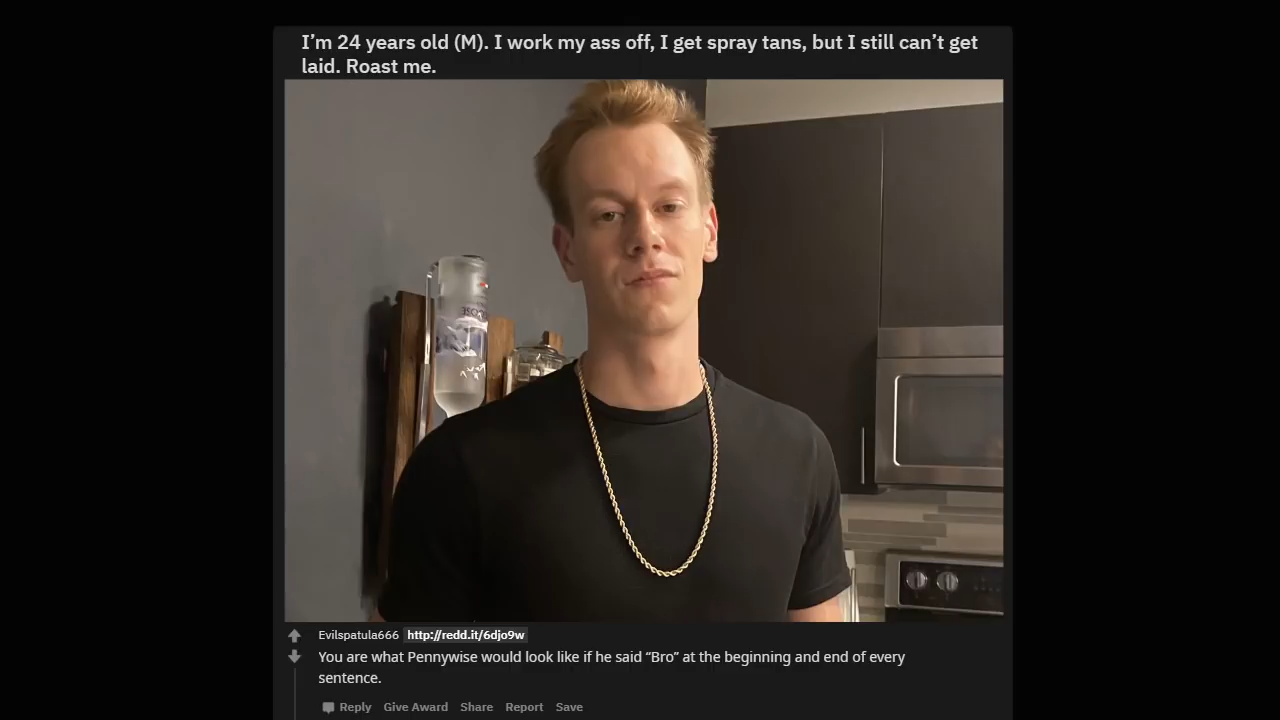 I’m 24 years old (M). I work my ass off, I get spray tans, but I still can’t get
laid. Roast me.
Evilspatula666 http://redd.it/6djo9w
You are what Pennywise would look like if he said “Bro” at the beginning and end of every
sentence.
Reply Give Award Share Report Save